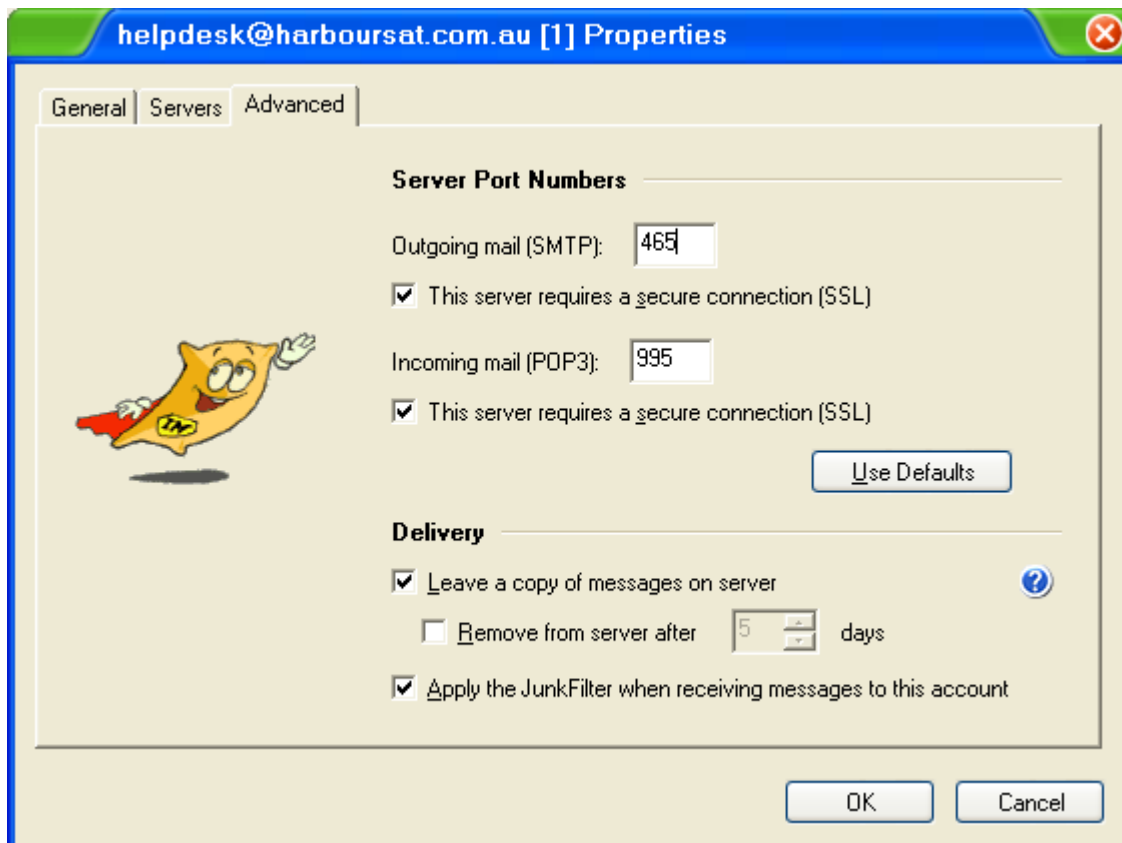 helpdesk@harboursat.com.au [1] Properties
General Servers Advanced
Server Port Numbers
Outgoing mail (SMTP): 465
This server requires a secure connection (SSL)
Incoming mail (POP3): 995
This server requires a secure connection (SSL)
Use Defaults
Delivery
Leave a copy of messages on server
Remove from server after 5 days
Apply the JunkFilter when receiving messages to this account
OK Cancel
IM